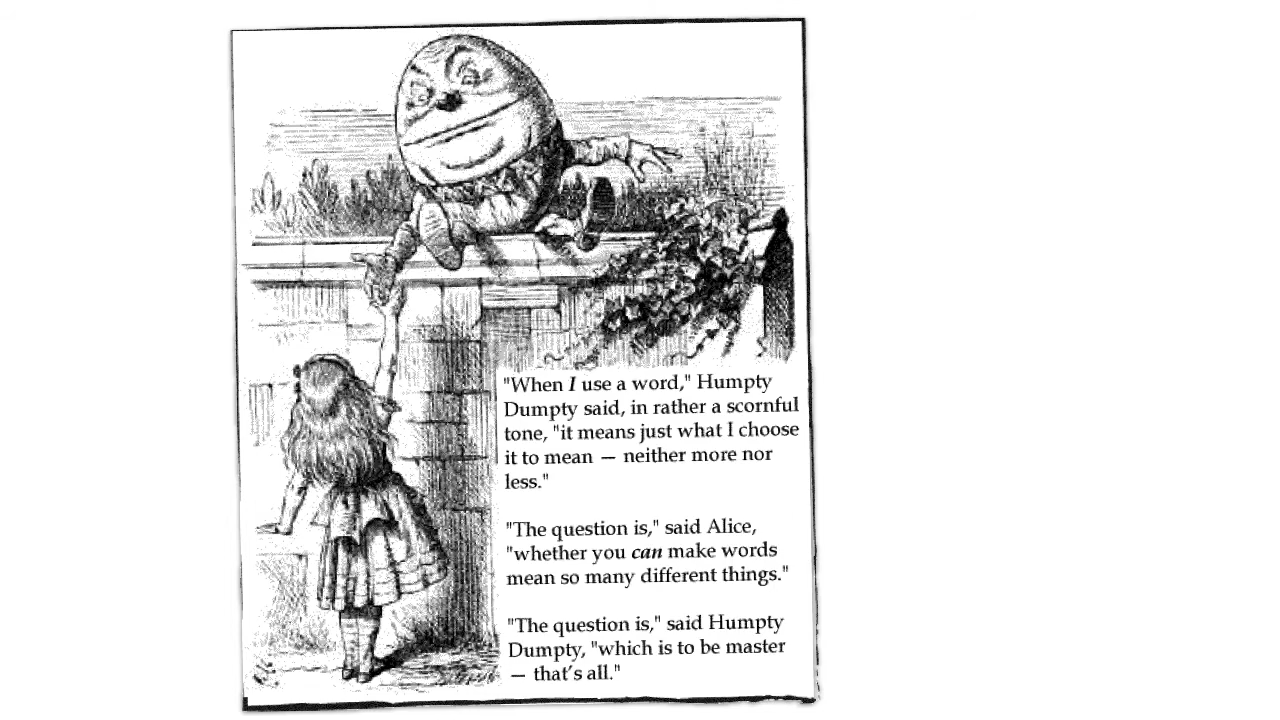 "When I use a word," Humpty
Dumpty said, in rather a scornful
tone, "it means just what I choose
it to mean — neither more nor
less."
"The question is," said Alice,
"whether you can make words
mean so many different things."
"The question is," said Humpty
Dumpty, "which is to be master
— that's all."